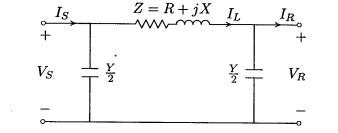 I_S Z = R + jX I_L I_R
+ +
V_S Y/2 Y/2 V_R
− −